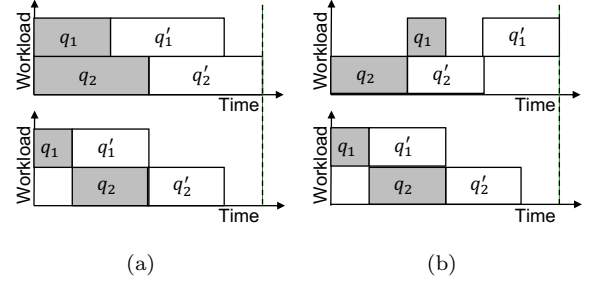 Workload
q₁ q₁′
q₂ q₂′
Time
Workload
q₁ q₁′
q₂ q₂′
Time
(a)
Workload
q₁ q₁′
q₂ q₂′
Time
Workload
q₁ q₁′
q₂ q₂′
Time
(b)